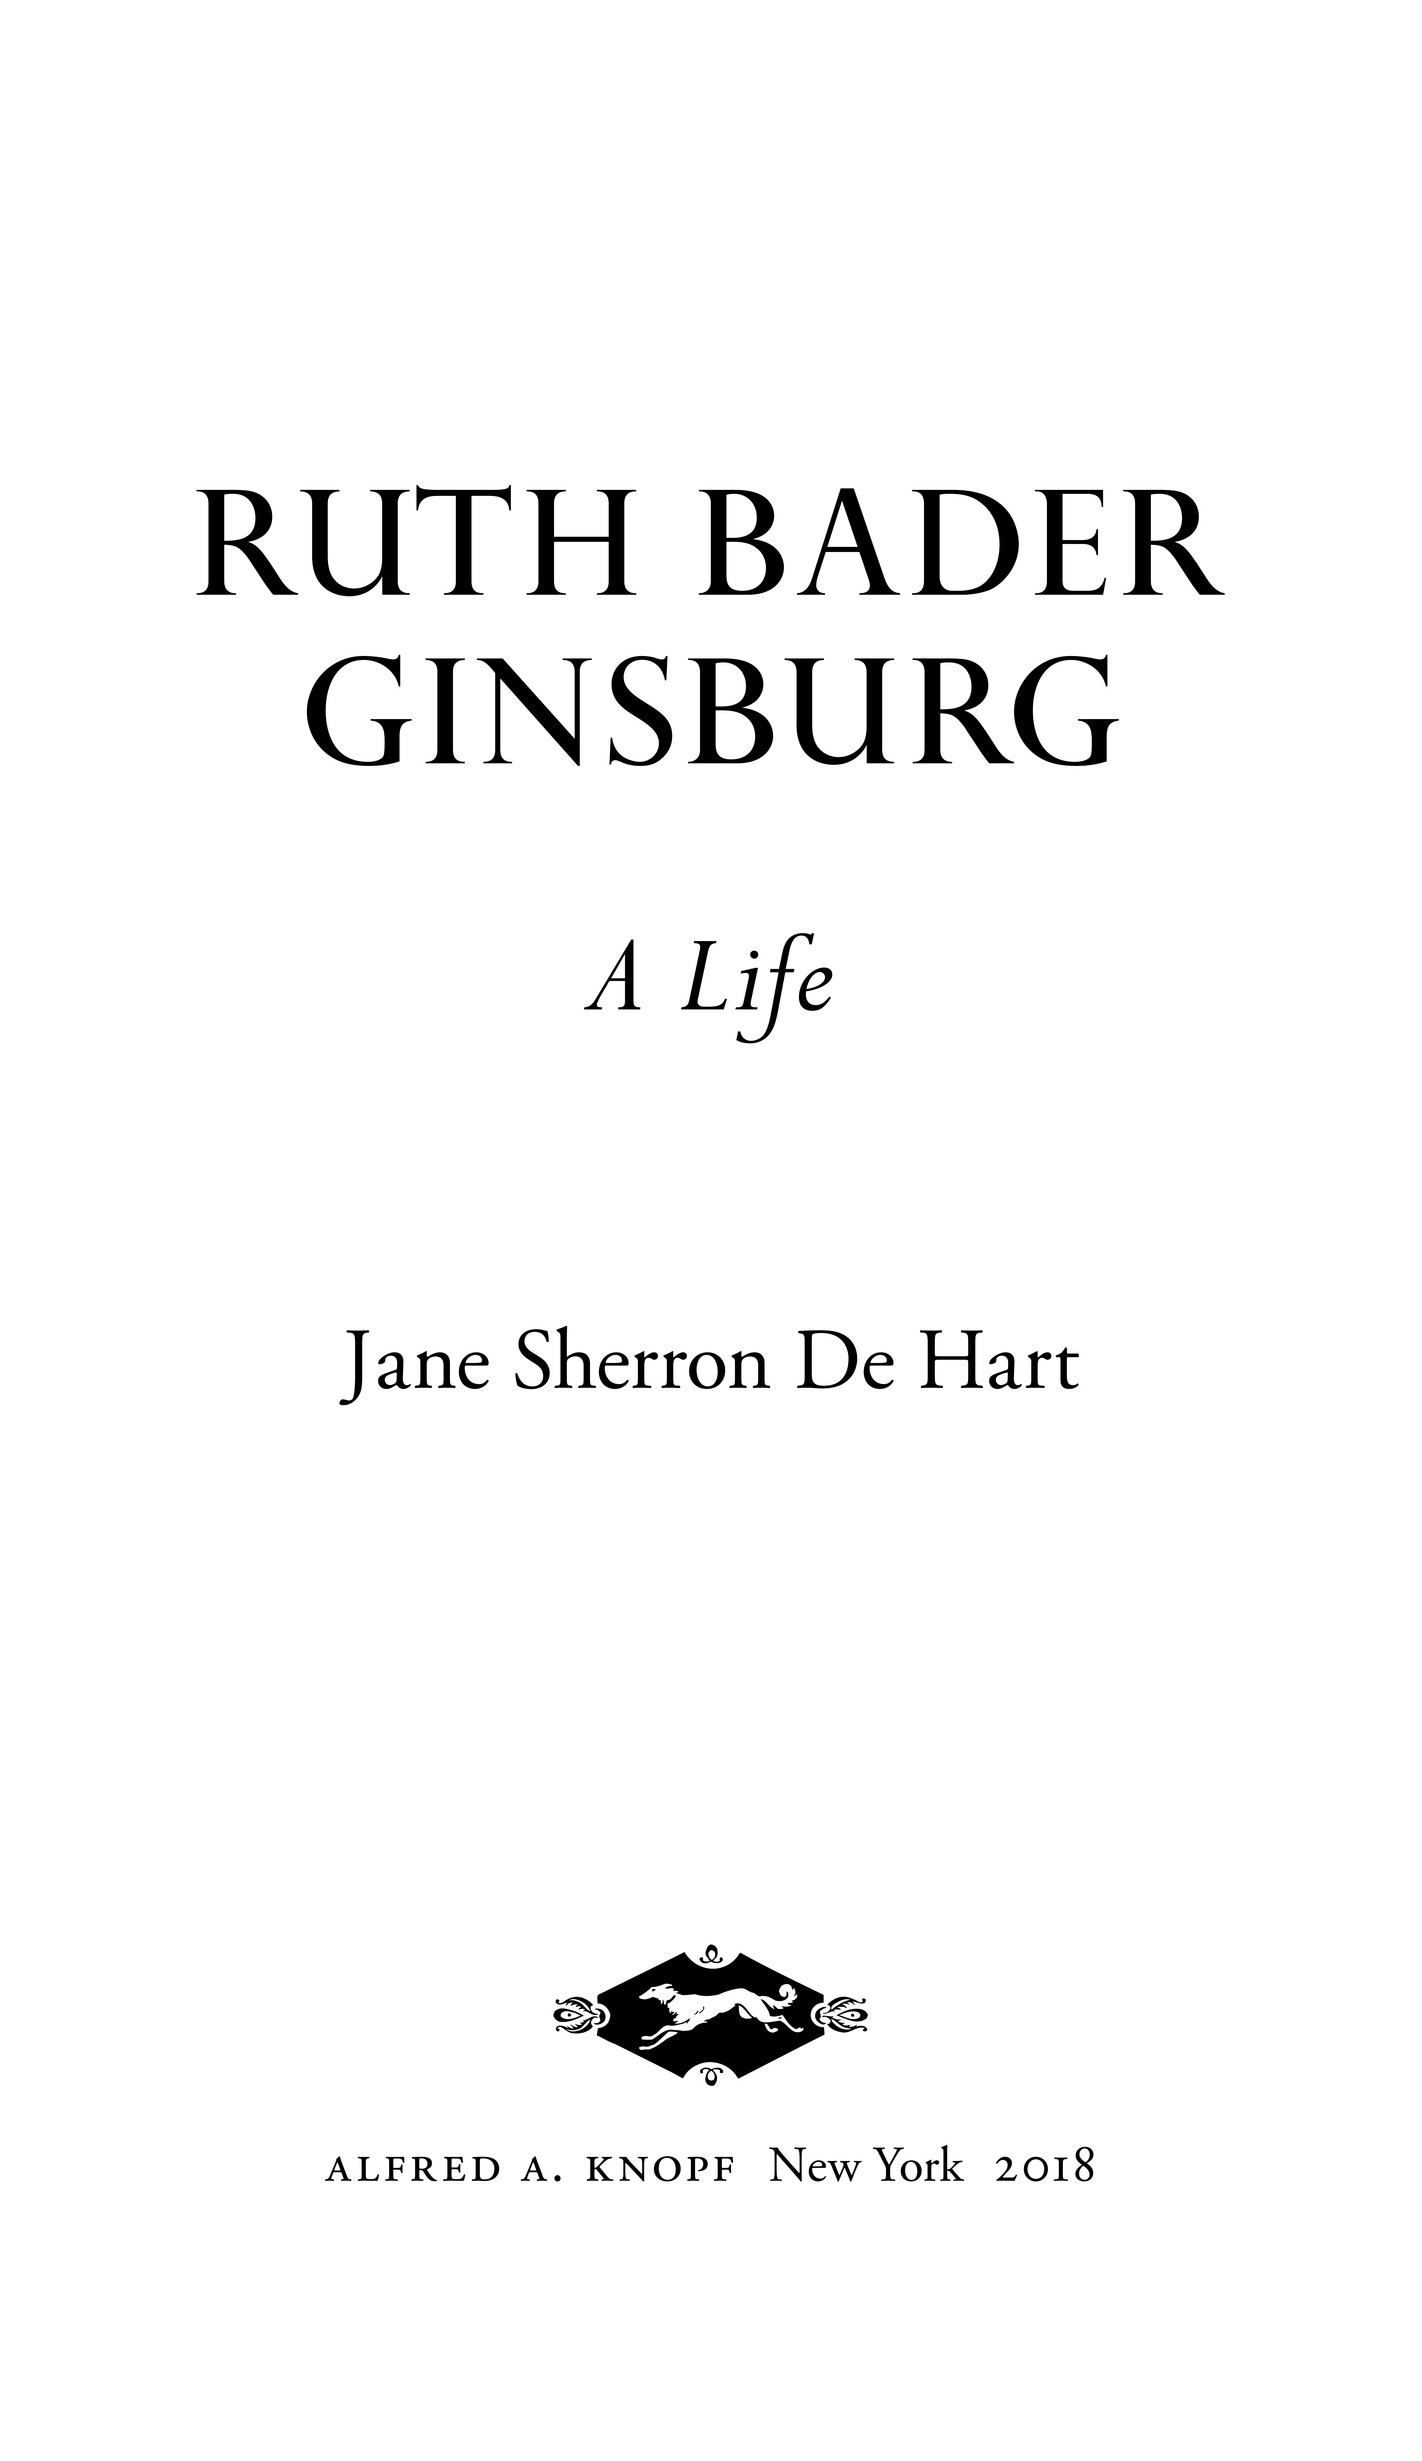 RUTH BADER
GINSBURG
A Life
Jane Sherron De Hart
ALFRED A. KNOPF New York 2018